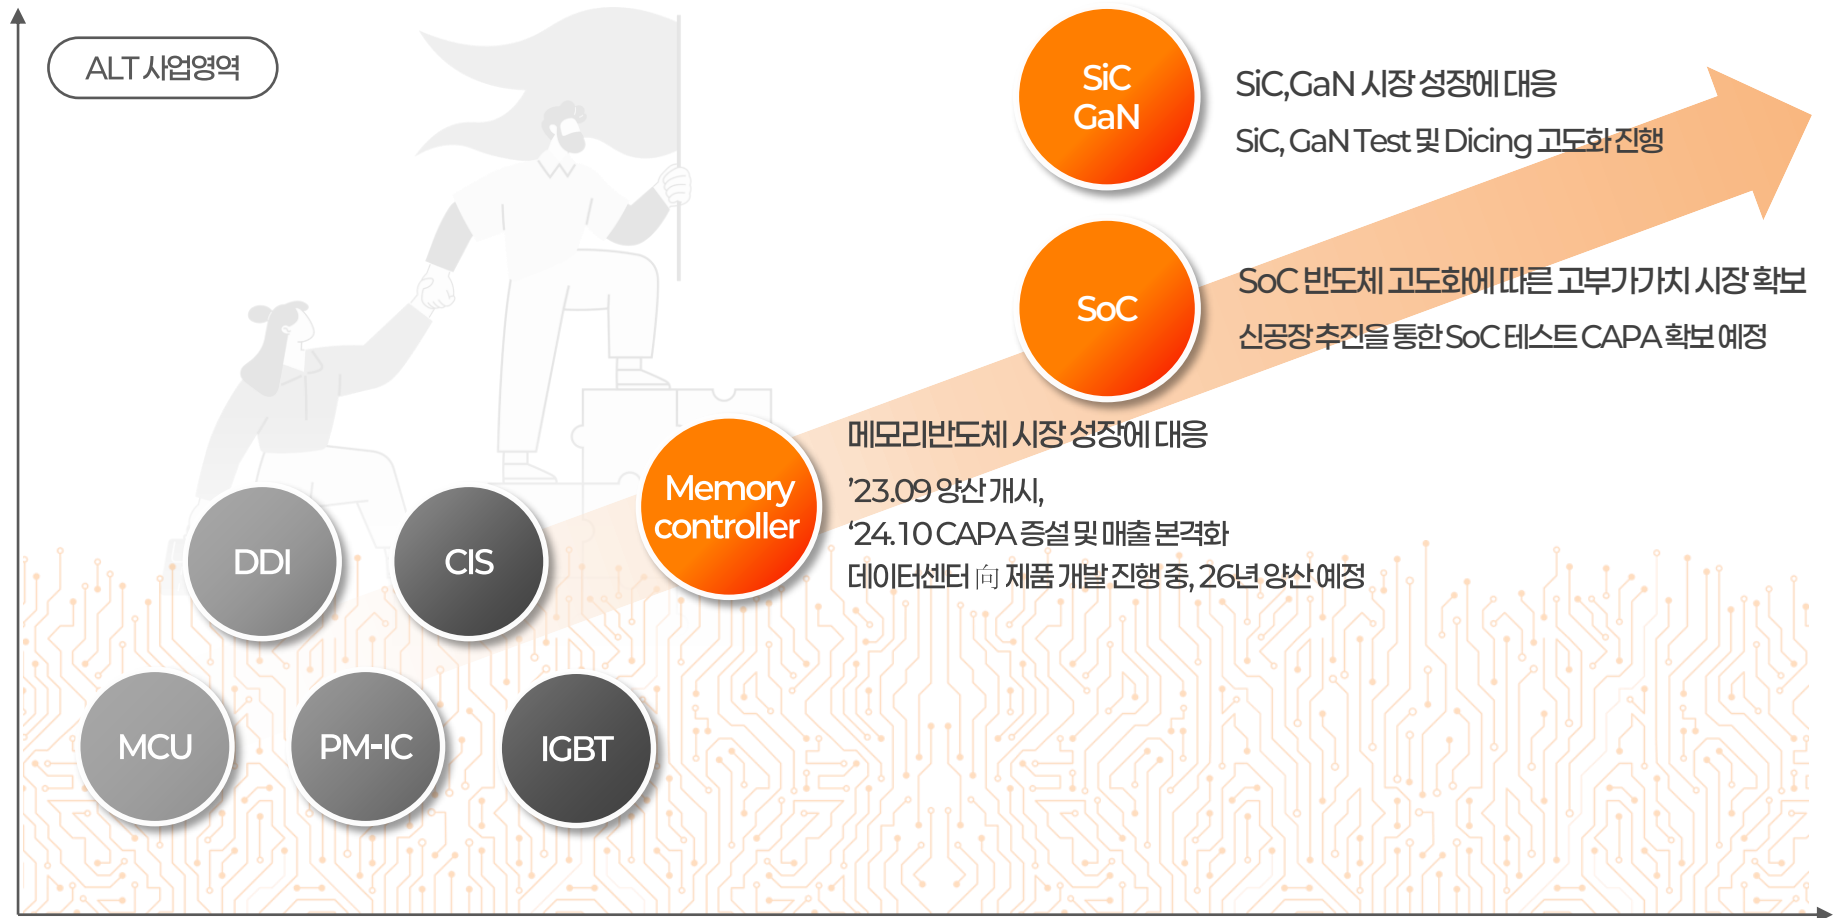 ALT 사업영역
SiC
GaN
SiC,GaN 시장 성장에 대응
SiC, GaN Test 및 Dicing 고도화 진행
SoC
SoC 반도체 고도화에 따른 고부가가치 시장 확보
신공장 추진을 통한 SoC 테스트 CAPA 확보 예정
Memory
controller
메모리반도체 시장 성장에 대응
’23.09 양산 개시,
‘24.10 CAPA 증설 및 매출 본격화
데이터센터 向 제품 개발 진행 중, 26년 양산 예정
DDI
CIS
MCU
PM-IC
IGBT